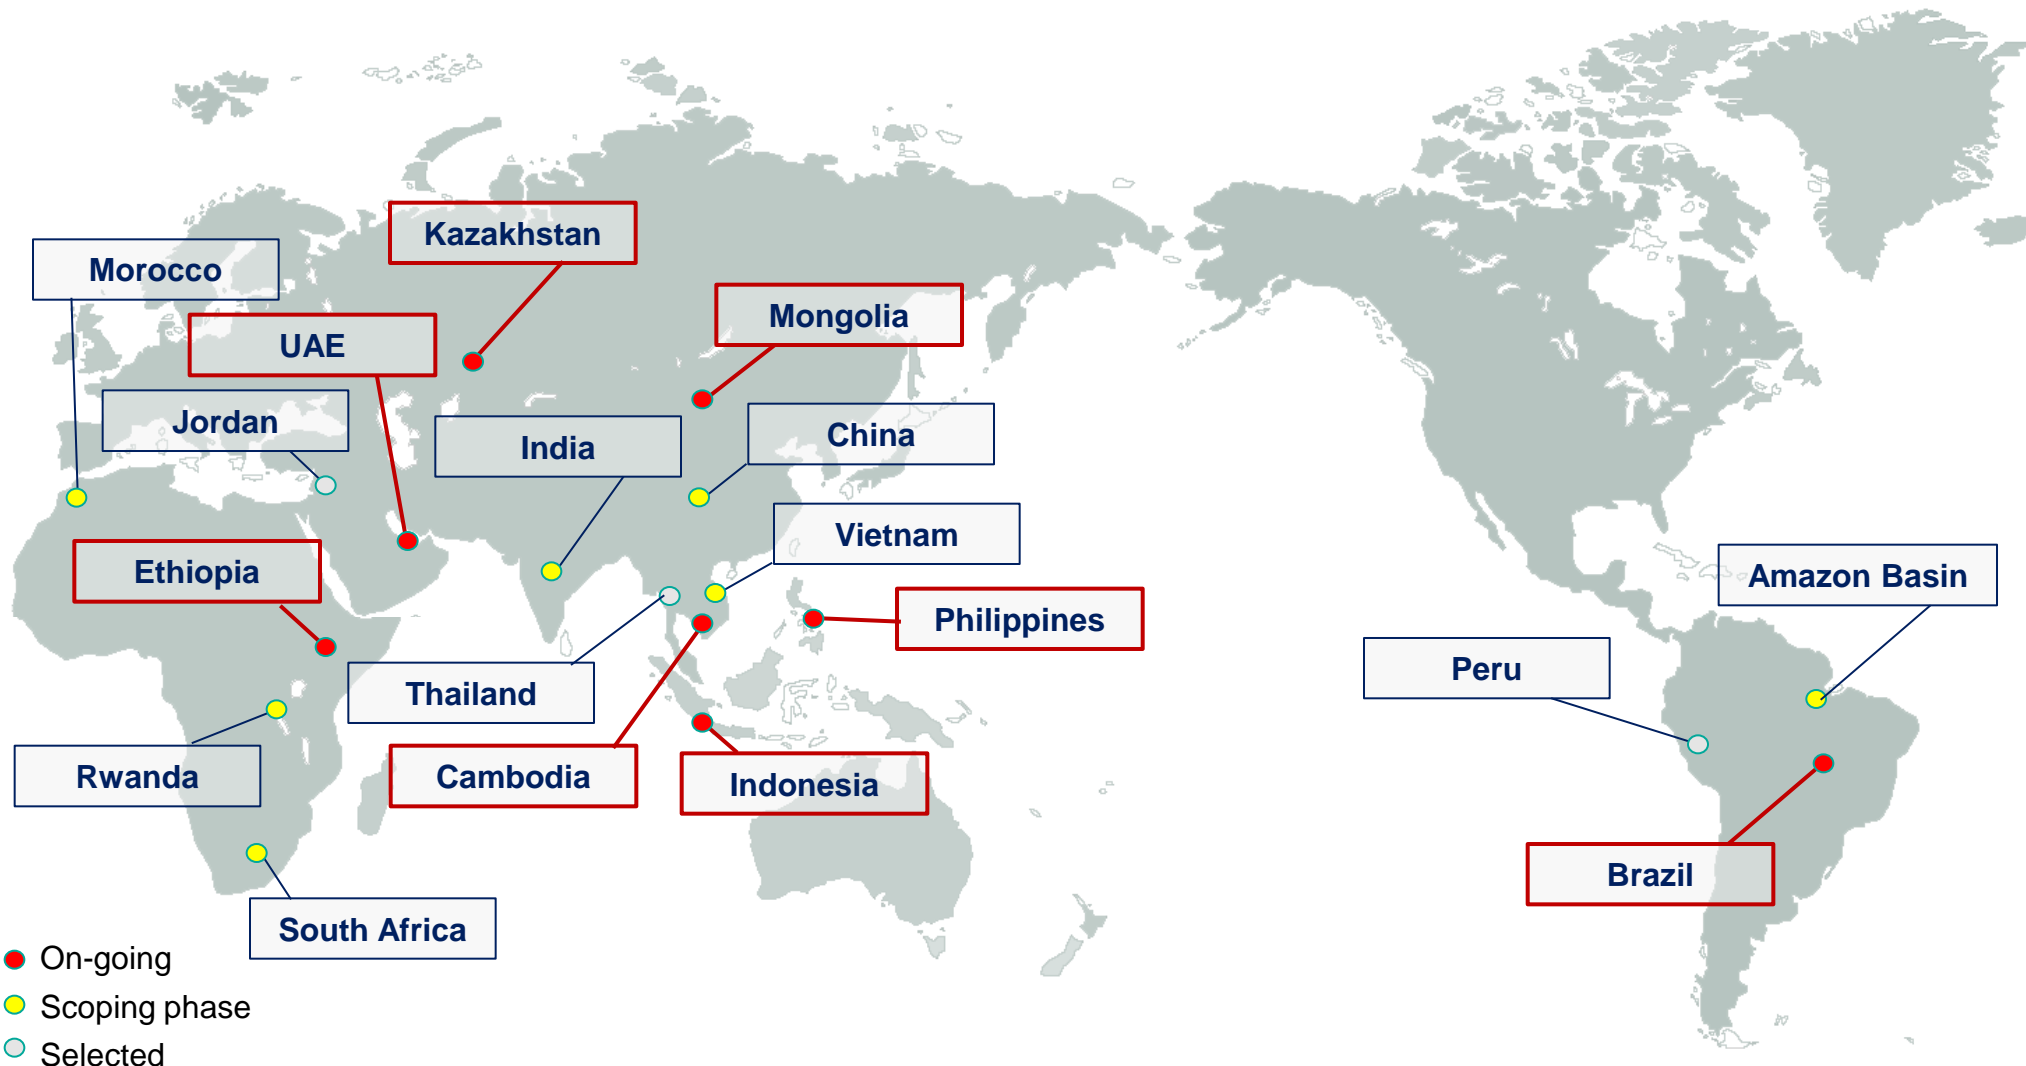 Kazakhstan
Morocco
Mongolia
UAE
Jordan
India
China
Vietnam
Ethiopia
Amazon Basin
Philippines
Peru
Thailand
Rwanda
Cambodia
Indonesia
Brazil
South Africa
On-going
Scoping phase
Selected